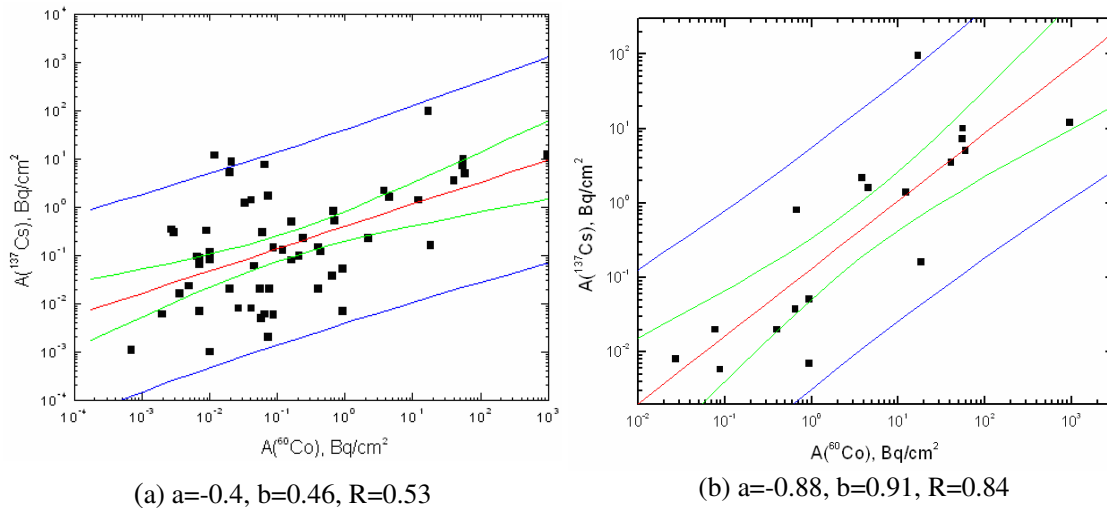 10³
10²
10¹
10⁰
10⁻¹
10⁻²
10⁻³
10⁻⁴
A(¹³⁷Cs), Bq/cm²
10⁻⁴ 10⁻³ 10⁻² 10⁻¹ 10⁰ 10¹ 10² 10³
A(⁶⁰Co), Bq/cm²
(a) a=-0.4, b=0.46, R=0.53
10²
10¹
10⁰
10⁻¹
10⁻²
A(¹³⁷Cs), Bq/cm²
10⁻² 10⁻¹ 10⁰ 10¹ 10² 10³
A(⁶⁰Co), Bq/cm²
(b) a=-0.88, b=0.91, R=0.84